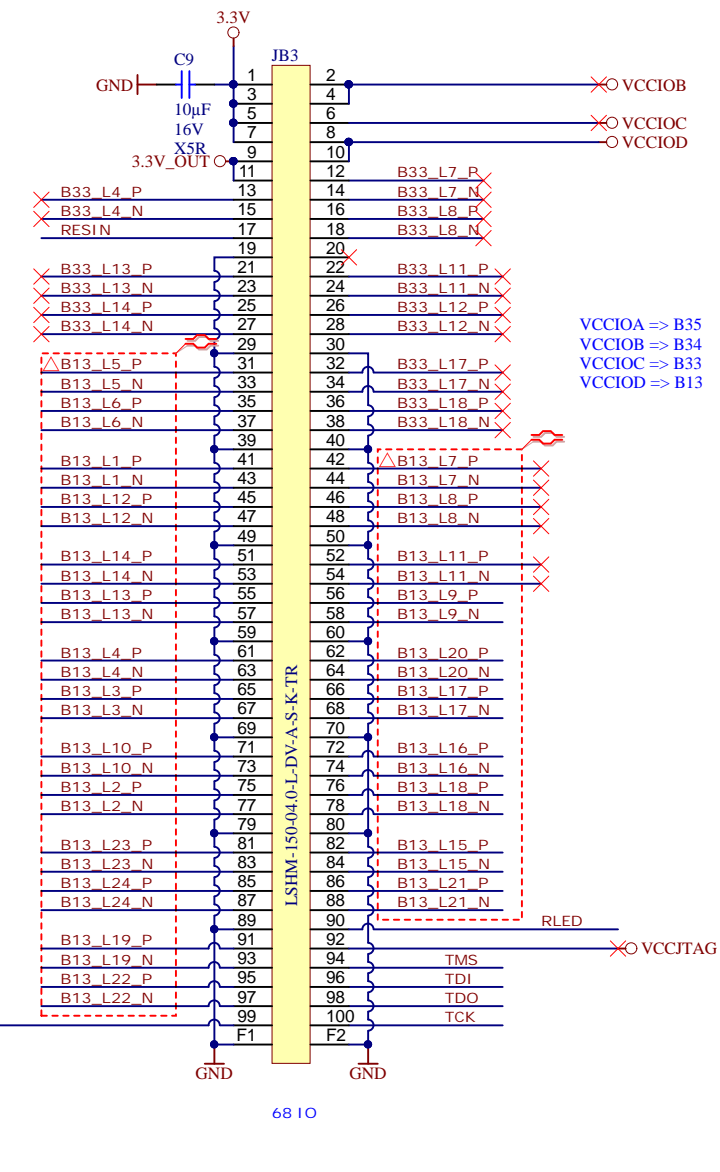 3.3V
JB3
C9
GND
10µF
16V
X5R
3.3V_OUT
1 2 VCCIOB
3 4
5 6 VCCIOC
7 8 VCCIOD
9 10
11 12 B33_L7_P
B33_L4_P 13 14 B33_L7_N
B33_L4_N 15 16 B33_L8_P
RESIN 17 18 B33_L8_N
19 20
B33_L13_P 21 22 B33_L11_P
B33_L13_N 23 24 B33_L11_N
B33_L14_P 25 26 B33_L12_P
B33_L14_N 27 28 B33_L12_N
29 30
B13_L5_P 31 32 B33_L17_P
B13_L5_N 33 34 B33_L17_N
B13_L6_P 35 36 B33_L18_P
B13_L6_N 37 38 B33_L18_N
39 40
B13_L1_P 41 42 B13_L7_P
B13_L1_N 43 44 B13_L7_N
B13_L12_P 45 46 B13_L8_P
B13_L12_N 47 48 B13_L8_N
49 50
B13_L14_P 51 52 B13_L11_P
B13_L14_N 53 54 B13_L11_N
B13_L13_P 55 56 B13_L9_P
B13_L13_N 57 58 B13_L9_N
59 60
B13_L4_P 61 62 B13_L20_P
B13_L4_N 63 64 B13_L20_N
B13_L3_P 65 66 B13_L17_P
B13_L3_N 67 68 B13_L17_N
69 70
B13_L10_P 71 72 B13_L16_P
B13_L10_N 73 74 B13_L16_N
B13_L2_P 75 76 B13_L18_P
B13_L2_N 77 78 B13_L18_N
79 80
B13_L23_P 81 82 B13_L15_P
B13_L23_N 83 84 B13_L15_N
B13_L24_P 85 86 B13_L21_P
B13_L24_N 87 88 B13_L21_N
89 90 RLED
B13_L19_P 91 92 VCCJTAG
B13_L19_N 93 94 TMS
B13_L22_P 95 96 TDI
B13_L22_N 97 98 TDO
99 100 TCK
F1 F2
GND GND
LSHM-150-04.0-L-DV-A-S-K-TR
VCCIOA => B35
VCCIOB => B34
VCCIOC => B33
VCCIOD => B13
68 IO